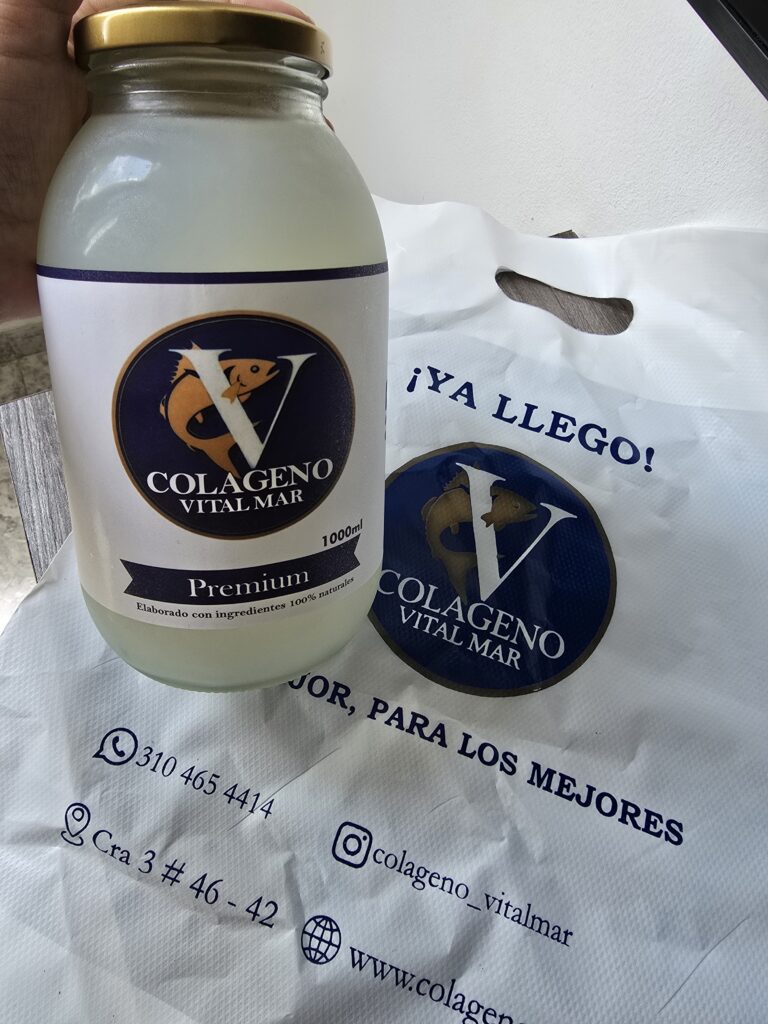 V
COLAGENO
VITAL MAR
1000ml
Premium
Elaborado con ingredientes 100% naturales
¡YA LLEGO!
V
COLAGENO
VITAL MAR
PARA LOS MEJORES
310 465 4414
Cra 3 # 46 - 42
colageno_vitalmar